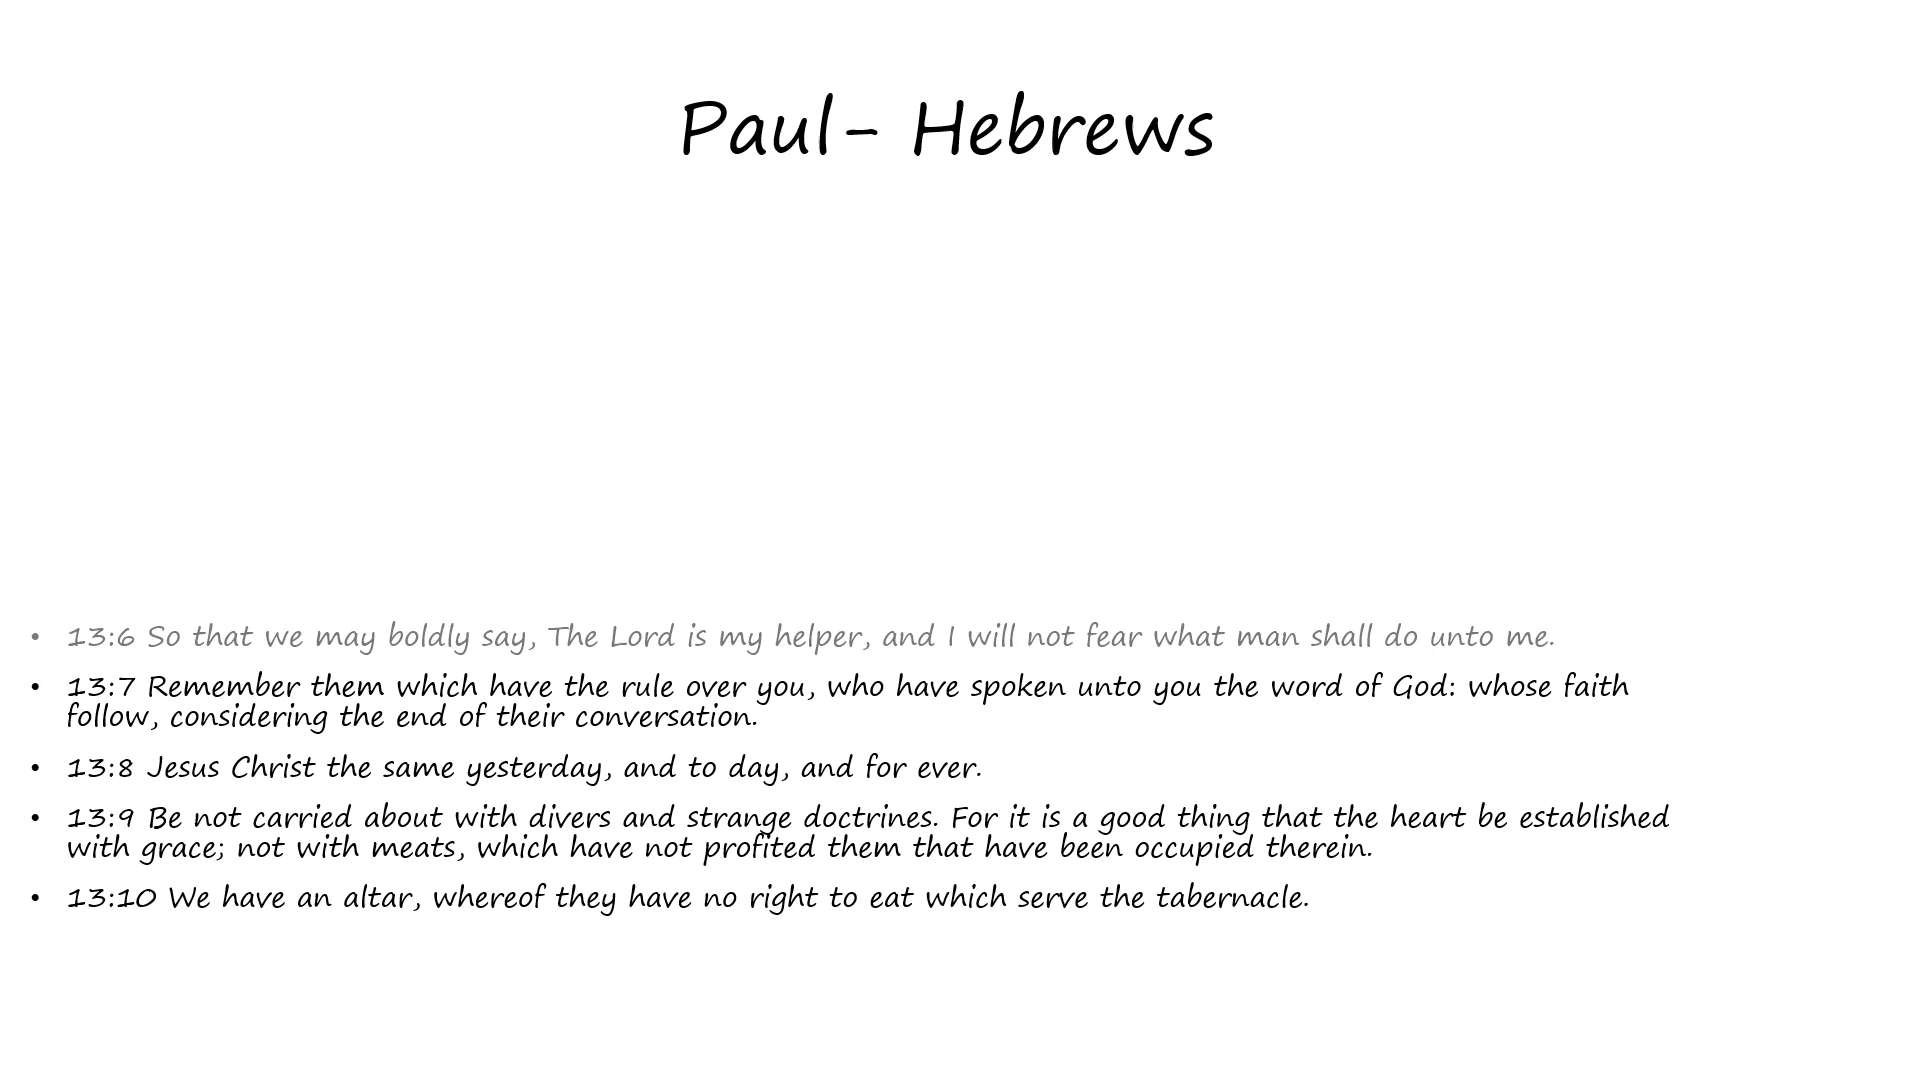 Paul- Hebrews
• 13:6 So that we may boldly say, The Lord is my helper, and I will not fear what man shall do unto me.
• 13:7 Remember them which have the rule over you, who have spoken unto you the word of God: whose faith
follow, considering the end of their conversation.
• 13:8 Jesus Christ the same yesterday, and to day, and for ever.
• 13:9 Be not carried about with divers and strange doctrines. For it is a good thing that the heart be established
with grace; not with meats, which have not profited them that have been occupied therein.
• 13:10 We have an altar, whereof they have no right to eat which serve the tabernacle.